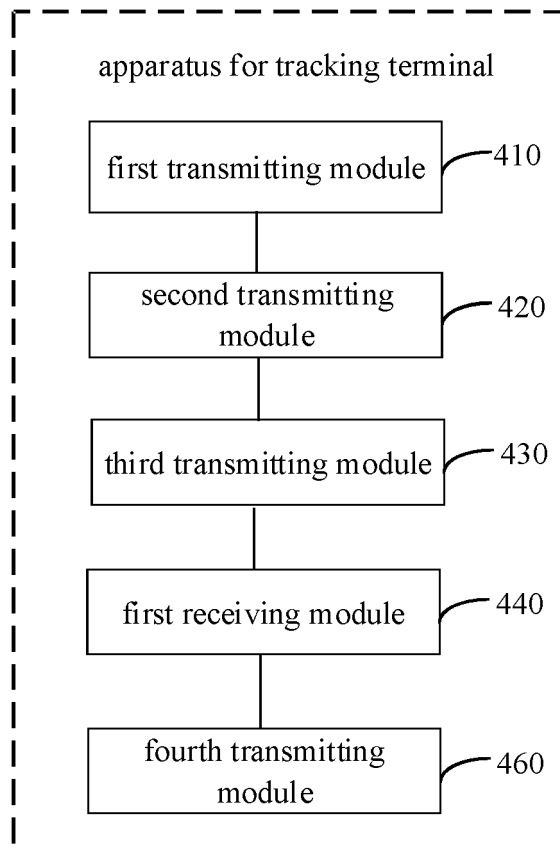 apparatus for tracking terminal
first transmitting module
410
second transmitting
module
420
third transmitting module
430
first receiving module
440
fourth transmitting
module
460